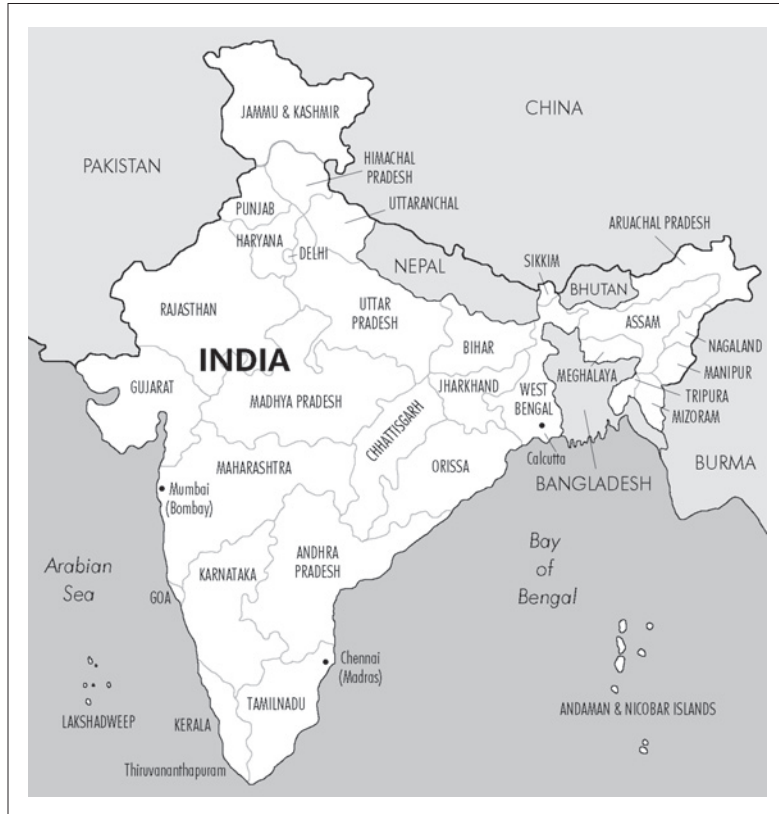 JAMMU & KASHMIR
CHINA
PAKISTAN
HIMACHAL
PRADESH
PUNJAB
UTTARANCHAL
HARYANA
DELHI
ARUACHAL PRADESH
NEPAL
SIKKIM
BHUTAN
RAJASTHAN
UTTAR
PRADESH
ASSAM
BIHAR
NAGALAND
INDIA
MEGHALAYA
MANIPUR
GUJARAT
JHARKHAND
WEST
BENGAL
TRIPURA
MADHYA PRADESH
MIZORAM
CHHATTISGARH
Calcutta
MAHARASHTRA
ORISSA
BURMA
BANGLADESH
Mumbai
(Bombay)
Bay
of
Bengal
Arabian
Sea
ANDHRA
PRADESH
KARNATAKA
GOA
Chennai
(Madras)
TAMILNADU
ANDAMAN & NICOBAR ISLANDS
LAKSHADWEEP
KERALA
Thiruvananthapuram